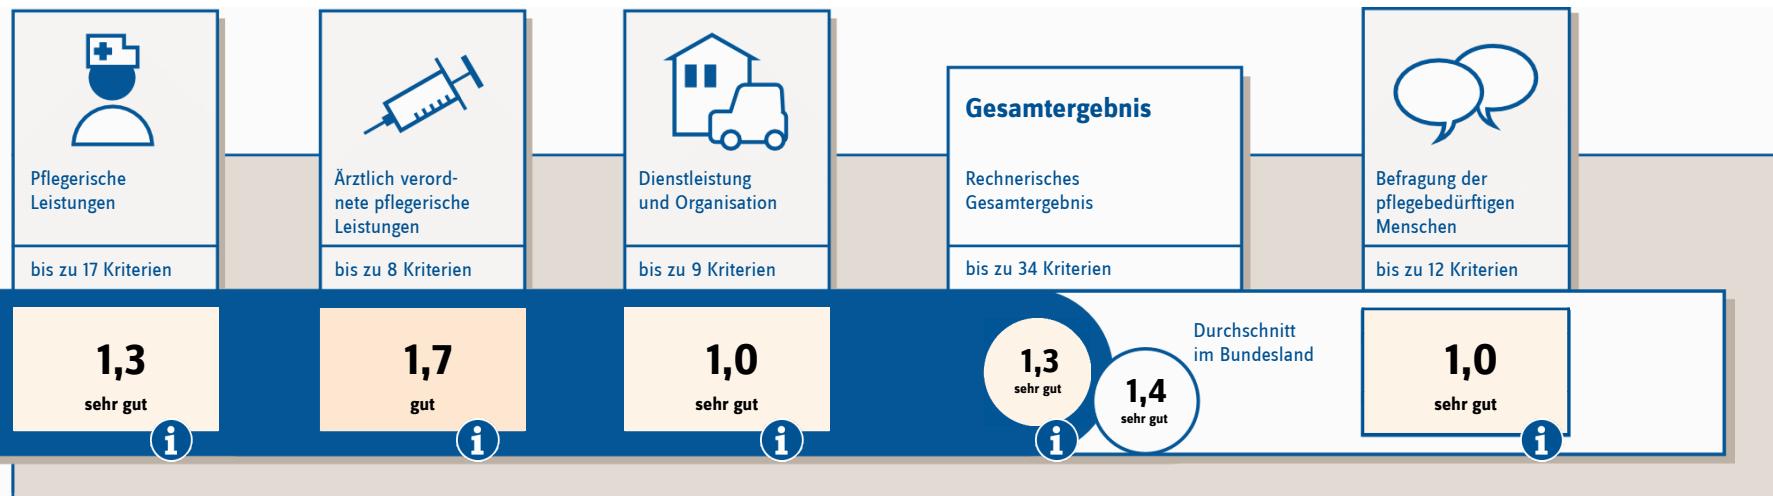 Pflegerische
Leistungen
bis zu 17 Kriterien
1,3
sehr gut
i
Ärztlich verord-
nete pflegerische
Leistungen
bis zu 8 Kriterien
1,7
gut
i
Dienstleistung
und Organisation
bis zu 9 Kriterien
1,0
sehr gut
i
Gesamtergebnis
Rechnerisches
Gesamtergebnis
bis zu 34 Kriterien
1,3
sehr gut
i
1,4
sehr gut
Durchschnitt
im Bundesland
Befragung der
pflegebedürftigen
Menschen
bis zu 12 Kriterien
1,0
sehr gut
i